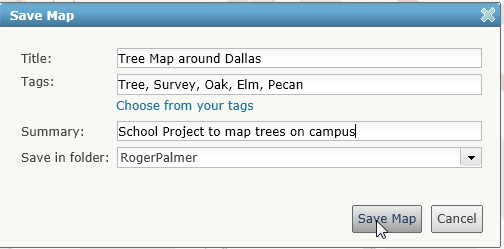 Save Map
Title: Tree Map around Dallas
Tags: Tree, Survey, Oak, Elm, Pecan
Choose from your tags
Summary: School Project to map trees on campus
Save in folder: RogerPalmer
Save Map Cancel